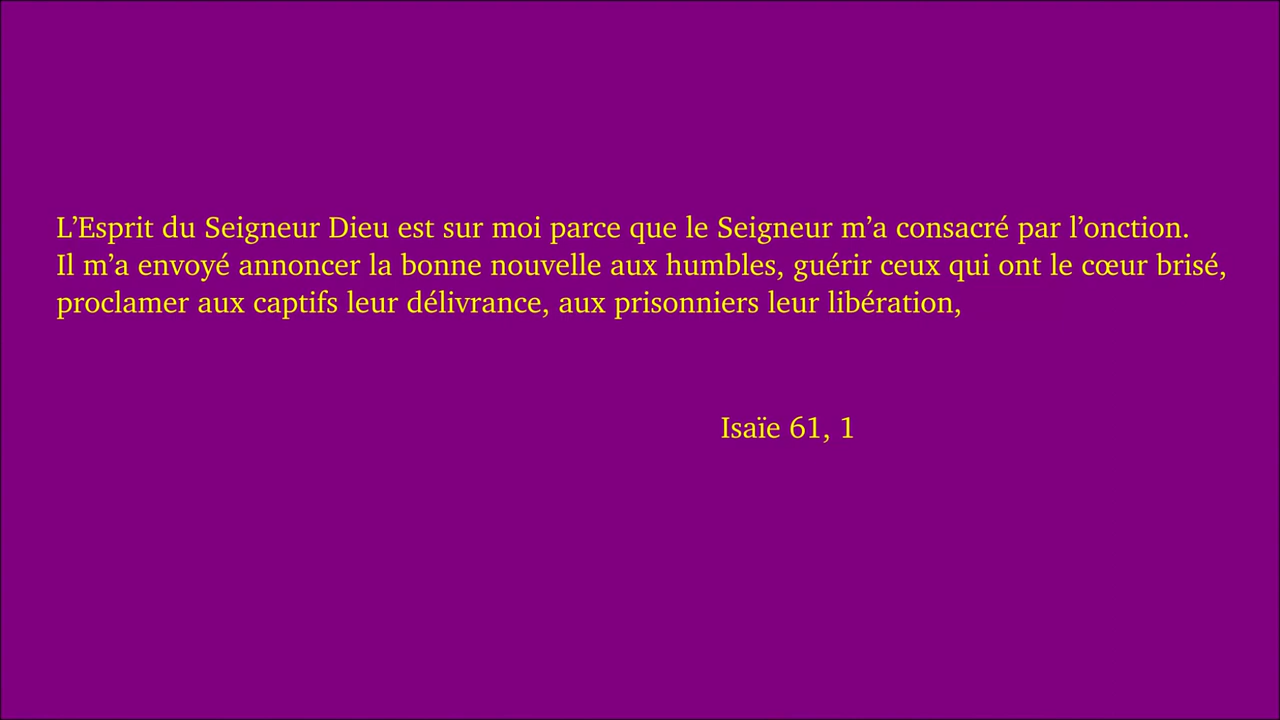 L’Esprit du Seigneur Dieu est sur moi parce que le Seigneur m’a consacré par l’onction.
Il m’a envoyé annoncer la bonne nouvelle aux humbles, guérir ceux qui ont le cœur brisé,
proclamer aux captifs leur délivrance, aux prisonniers leur libération,
Isaïe 61, 1